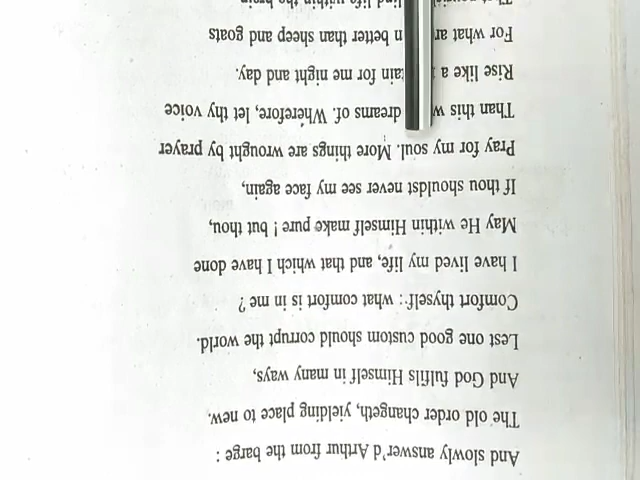 And slowly answer'd Arthur from the barge :
The old order changeth, yielding place to new.
And God fulfils Himself in many ways,
Lest one good custom should corrupt the world.
Comfort thyself : what comfort is in me ?
I have lived my life, and that which I have done
May He within Himself make pure ! but thou,
If thou shouldst never see my face again,
Pray for my soul. More things are wrought by prayer
Than this dreams of. Wherefore, let thy voice
Rise like a for me night and day.
For what better than sheep and goats
life within the brain